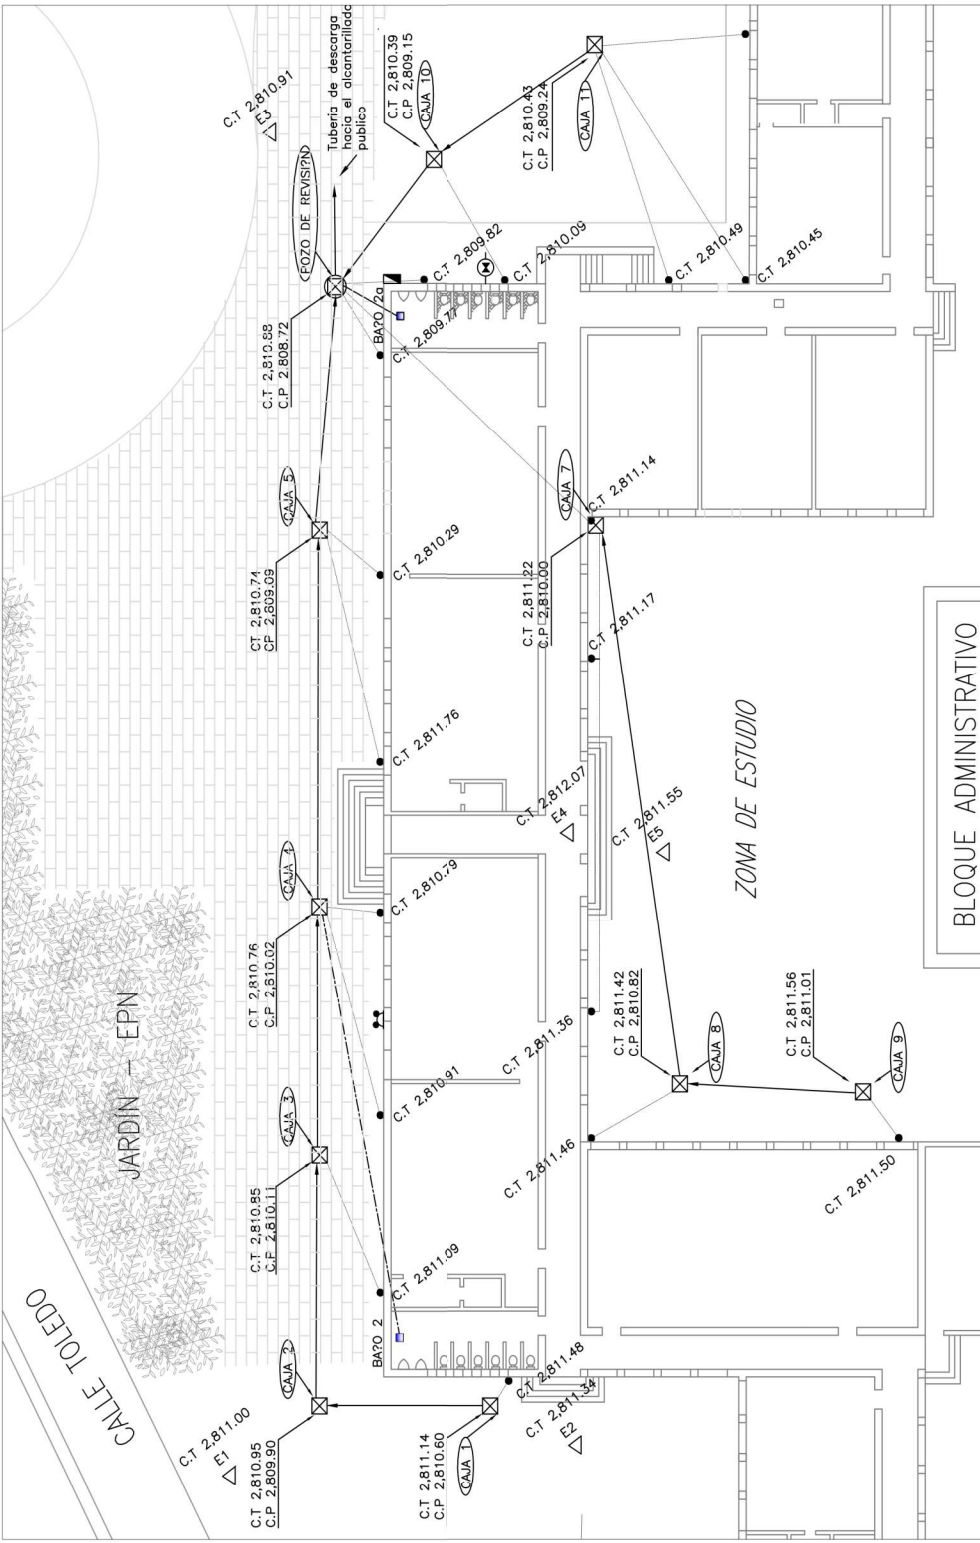 CALLE TOLEDO
JARDÍN - EPN
C.T 2,811.00
E1
C.T 2,810.95
C.P 2,809.90
CAJA 2
C.T 2,811.14
C.P 2,810.60
CAJA 1
C.T 2,811.34
E2
C.T 2,811.48
BA?O 2
C.T 2,811.09
C.T 2,810.85
C.P 2,810.11
CAJA 3
C.T 2,810.91
C.T 2,810.76
C.P 2,810.02
CAJA 4
C.T 2,810.79
C.T 2,811.76
CT 2,810.74
CP 2,809.09
CAJA 5
C.T 2,810.29
C.T 2,810.88
C.P 2,808.72
POZO DE REVISI?N
C.T 2,810.91
E3
Tuberia de descarga
hacia el alcantarillado
publico
BA?O 2a
C.T 2,809.77
C.T 2,809.82
C.T 2,810.09
C.T 2,810.39
C.P 2,809.15
CAJA 10
C.T 2,810.43
C.P 2,809.24
CAJA 11
C.T 2,810.49
C.T 2,810.45
CAJA 7
C.T 2,811.14
C.T 2,811.22
C.P 2,810.00
C.T 2,811.17
C.T 2,812.07
E4
C.T 2,811.55
E5
ZONA DE ESTUDIO
C.T 2,811.36
C.T 2,811.46
C.T 2,811.42
C.P 2,810.82
CAJA 8
C.T 2,811.56
C.P 2,811.01
CAJA 9
C.T 2,811.50
BLOQUE ADMINISTRATIVO